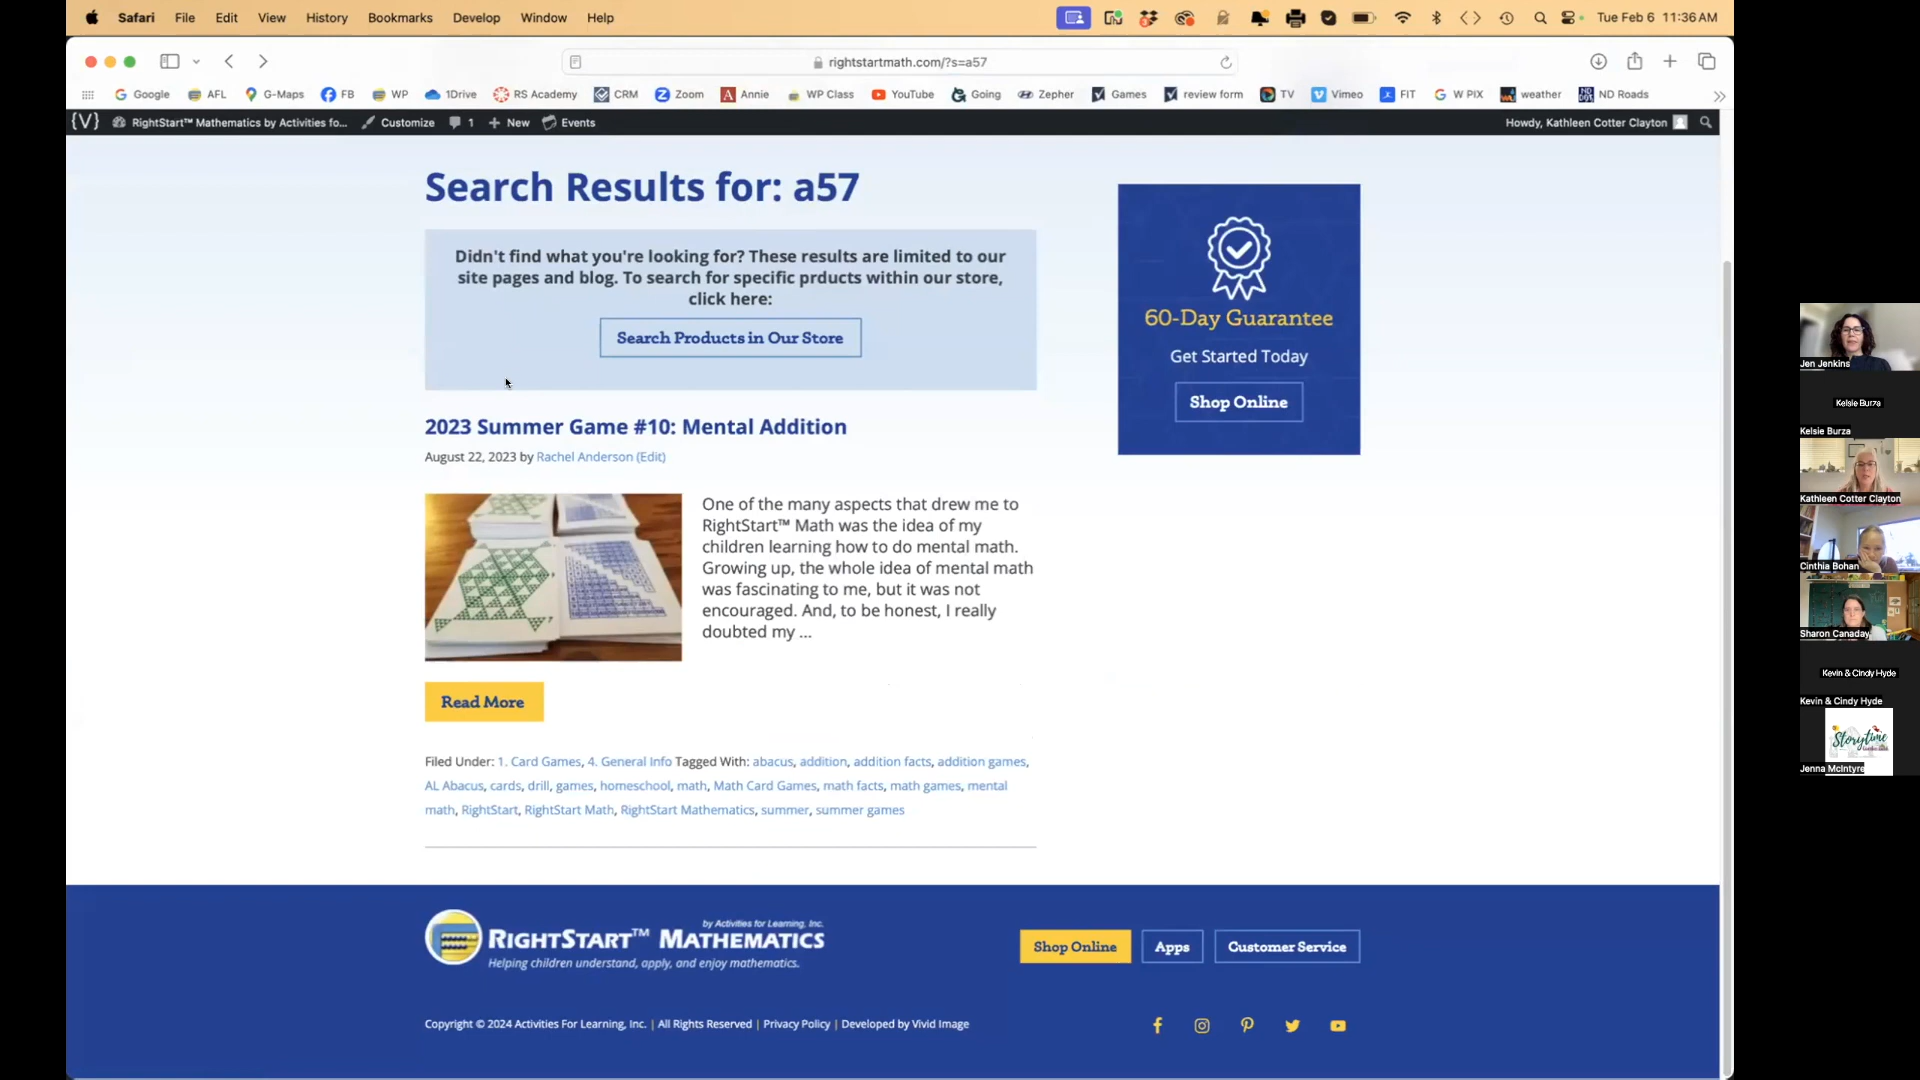 Safari File Edit View History Bookmarks Develop Window Help
Tue Feb 6 11:36 AM
rightstartmath.com/?s=a57
Google AFL G-Maps FB WP 1Drive RS Academy CRM Zoom Annie WP Class YouTube Going Zepher Games review form TV Vimeo FIT W PIX weather ND Roads
{V} RightStart™ Mathematics by Activities fo... Customize 1 New Events
Howdy, Kathleen Cotter Clayton
Search Results for: a57
Didn't find what you're looking for? These results are limited to our
site pages and blog. To search for specific prducts within our store,
click here:
Search Products in Our Store
60-Day Guarantee
Get Started Today
Shop Online
2023 Summer Game #10: Mental Addition
August 22, 2023 by Rachel Anderson (Edit)
One of the many aspects that drew me to
RightStart™ Math was the idea of my
children learning how to do mental math.
Growing up, the whole idea of mental math
was fascinating to me, but it was not
encouraged. And, to be honest, I really
doubted my ...
Read More
Filed Under: 1. Card Games, 4. General Info Tagged With: abacus, addition, addition facts, addition games,
AL Abacus, cards, drill, games, homeschool, math, Math Card Games, math facts, math games, mental
math, RightStart, RightStart Math, RightStart Mathematics, summer, summer games
by Activities for Learning, Inc.
RIGHTSTART™ MATHEMATICS
Helping children understand, apply, and enjoy mathematics.
Shop Online
Apps
Customer Service
Copyright © 2024 Activities For Learning, Inc. | All Rights Reserved | Privacy Policy | Developed by Vivid Image
Jen Jenkins
Kelsie Burza
Kelsie Burza
Kathleen Cotter Clayton
Cinthia Bohan
Sharon Canaday
Kevin & Cindy Hyde
Kevin & Cindy Hyde
Storytime
Jenna McIntyre